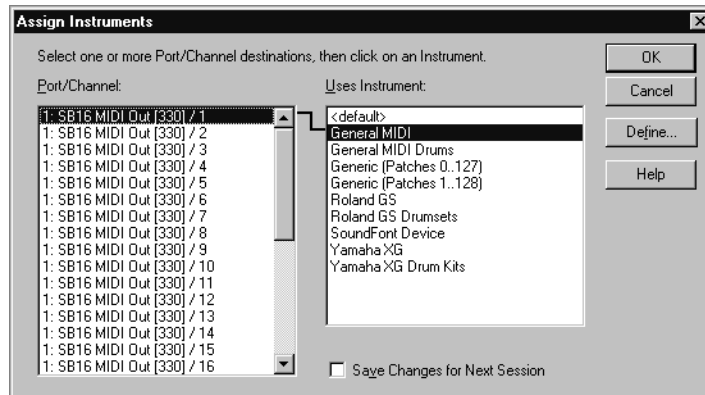 Assign Instruments
Select one or more Port/Channel destinations, then click on an Instrument.
Port/Channel:
1: SB16 MIDI Out [330] / 1
1: SB16 MIDI Out [330] / 2
1: SB16 MIDI Out [330] / 3
1: SB16 MIDI Out [330] / 4
1: SB16 MIDI Out [330] / 5
1: SB16 MIDI Out [330] / 6
1: SB16 MIDI Out [330] / 7
1: SB16 MIDI Out [330] / 8
1: SB16 MIDI Out [330] / 9
1: SB16 MIDI Out [330] / 10
1: SB16 MIDI Out [330] / 11
1: SB16 MIDI Out [330] / 12
1: SB16 MIDI Out [330] / 13
1: SB16 MIDI Out [330] / 14
1: SB16 MIDI Out [330] / 15
1: SB16 MIDI Out [330] / 16
Uses Instrument:
<default>
General MIDI
General MIDI Drums
Generic (Patches 0..127)
Generic (Patches 1..128)
Roland GS
Roland GS Drumsets
SoundFont Device
Yamaha XG
Yamaha XG Drum Kits
Save Changes for Next Session
OK
Cancel
Define...
Help